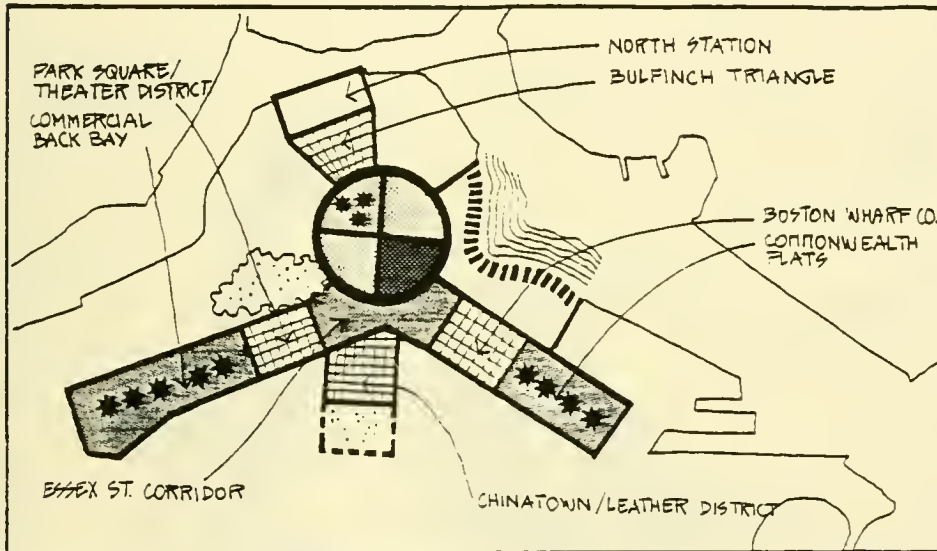 NORTH STATION
BULFINCH TRIANGLE
PARK SQUARE/
THEATER DISTRICT
COMMERCIAL
BACK BAY
BOSTON WHARF CO.
COMMONWEALTH
FLATS
ESSEX ST. CORRIDOR
CHINATOWN/LEATHER DISTRICT